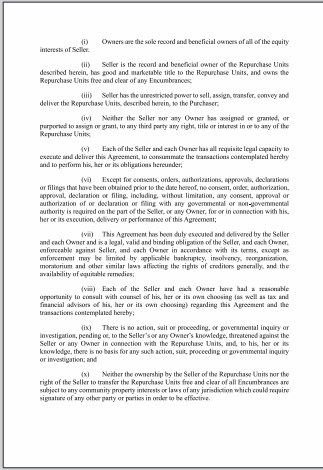 (i) Owners are the sole record and beneficial owners of all of the equity
interests of Seller.
(ii) Seller is the record and beneficial owner of the Repurchase Units
described herein, has good and marketable title to the Repurchase Units, and owns the
Repurchase Units free and clear of any Encumbrances;
(iii) Seller has the unrestricted power to sell, assign, transfer, convey and
deliver the Repurchase Units, described herein, to the Purchaser;
(iv) Neither the Seller nor any Owner has assigned or granted, or
purported to assign or grant, to any third party any right, title or interest in or to any of the
Repurchase Units;
(v) Each of the Seller and each Owner has all requisite legal capacity to
execute and deliver this Agreement, to consummate the transactions contemplated hereby
and to perform his, her or its obligations hereunder;
(vi) Except for consents, orders, authorizations, approvals, declarations
or filings that have been obtained prior to the date hereof, no consent, order, authorization,
approval, declaration or filing, including, without limitation, any consent, approval or
authorization of or declaration or filing with any governmental or non-governmental
authority is required on the part of the Seller, or any Owner, for or in connection with his,
her or its execution, delivery or performance of this Agreement;
(vii) This Agreement has been duly executed and delivered by the Seller
and each Owner and is a legal, valid and binding obligation of the Seller, and each Owner,
enforceable against Seller, and each Owner in accordance with its terms, except as
enforcement may be limited by applicable bankruptcy, insolvency, reorganization,
moratorium and other similar laws affecting the rights of creditors generally, and the
availability of equitable remedies;
(viii) Each of the Seller and each Owner have had a reasonable
opportunity to consult with counsel of his, her or its own choosing (as well as tax and
financial advisors of his, her or its own choosing) regarding this Agreement and the
transactions contemplated hereby;
(ix) There is no action, suit or proceeding, or governmental inquiry or
investigation, pending or, to the Seller's or any Owner's knowledge, threatened against the
Seller or any Owner in connection with the Repurchase Units, and, to his, her or its
knowledge, there is no basis for any such action, suit, proceeding or governmental inquiry
or investigation; and
(x) Neither the ownership by the Seller of the Repurchase Units nor the
right of the Seller to transfer the Repurchase Units free and clear of all Encumbrances are
subject to any community property interests or laws of any jurisdiction which could require
signature of any other party or parties in order to be effective.